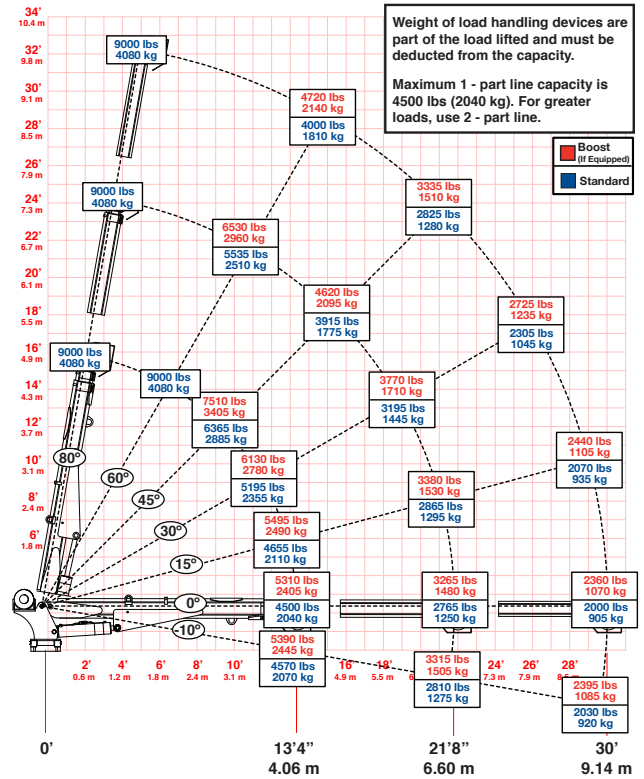 34'
10.4 m
32'
9.8 m
30'
9.1 m
28'
8.5 m
26'
7.9 m
24'
7.3 m
22'
6.7 m
20'
6.1 m
18'
5.5 m
16'
4.9 m
14'
4.3 m
12'
3.7 m
10'
3.1 m
8'
2.4 m
6'
1.8 m
Weight of load handling devices are
part of the load lifted and must be
deducted from the capacity.
Maximum 1 - part line capacity is
4500 lbs (2040 kg). For greater
loads, use 2 - part line.
Boost
(If Equipped)
Standard
9000 lbs
4080 kg
4720 lbs
2140 kg
4000 lbs
1810 kg
3335 lbs
1510 kg
2825 lbs
1280 kg
9000 lbs
4080 kg
6530 lbs
2960 kg
5535 lbs
2510 kg
4620 lbs
2095 kg
3915 lbs
1775 kg
2725 lbs
1235 kg
2305 lbs
1045 kg
9000 lbs
4080 kg
9000 lbs
4080 kg
7510 lbs
3405 kg
6365 lbs
2885 kg
3770 lbs
1710 kg
3195 lbs
1445 kg
6130 lbs
2780 kg
5195 lbs
2355 kg
3380 lbs
1530 kg
2865 lbs
1295 kg
2440 lbs
1105 kg
2070 lbs
935 kg
5495 lbs
2490 kg
4655 lbs
2110 kg
5310 lbs
2405 kg
4500 lbs
2040 kg
3265 lbs
1480 kg
2765 lbs
1250 kg
2360 lbs
1070 kg
2000 lbs
905 kg
5390 lbs
2445 kg
4570 lbs
2070 kg
3315 lbs
1505 kg
2810 lbs
1275 kg
2395 lbs
1085 kg
2030 lbs
920 kg
80º
60º
45º
30º
15º
0º
-10º
2' 4' 6' 8' 10' 16' 18' 24' 26' 28'
0.6 m 1.2 m 1.8 m 2.4 m 3.1 m 4.9 m 5.5 m 7.3 m 7.9 m
0' 13'4" 21'8" 30'
4.06 m 6.60 m 9.14 m